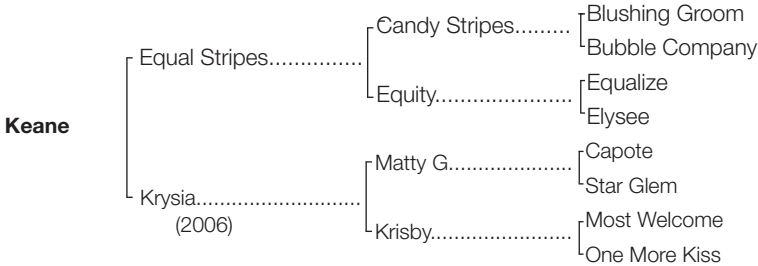 Blushing Groom
Candy Stripes.........
Bubble Company
Equal Stripes...............
Equalize
Equity......................
Elysee
Keane
Capote
Matty G....................
Star Glem
Krysia...........................
(2006)
Most Welcome
Krisby.......................
One More Kiss